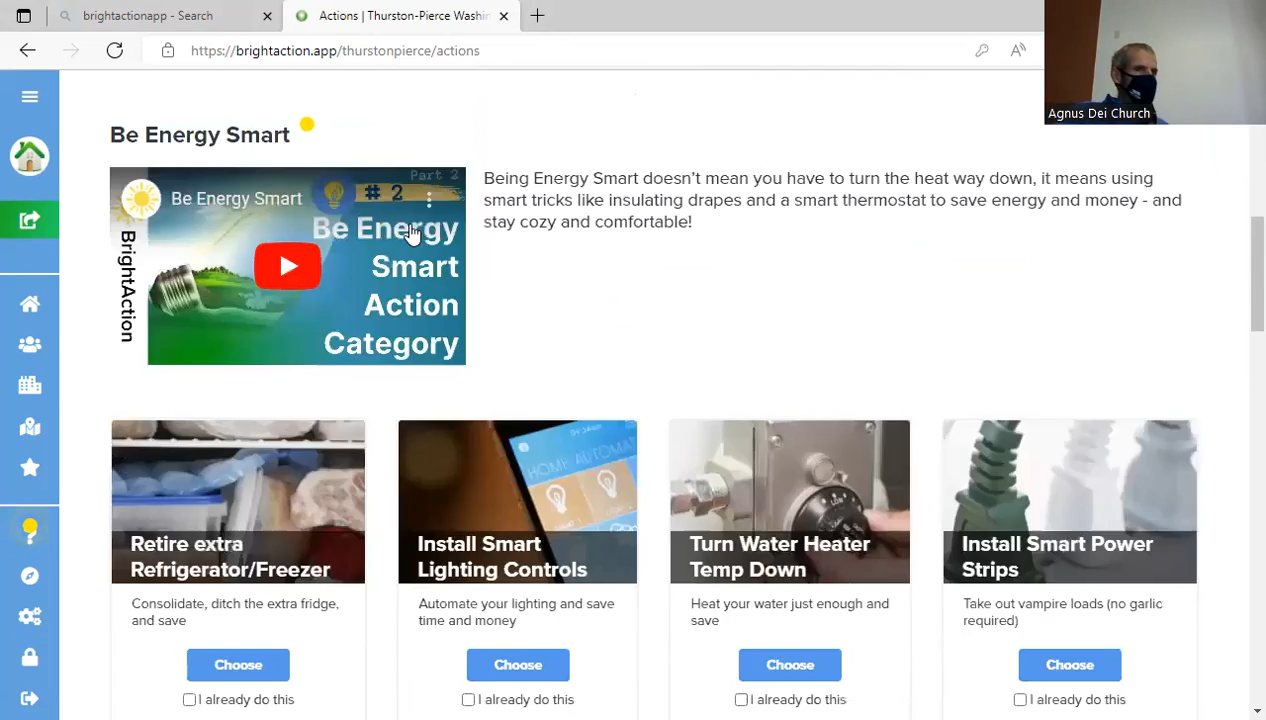 brightactionapp - Search
Actions | Thurston-Pierce Washin
https://brightaction.app/thurstonpierce/actions
Agnus Dei Church
Be Energy Smart
Part 2
Be Energy Smart
# 2
BrightAction
Be Energy
Smart
Action
Category
Being Energy Smart doesn't mean you have to turn the heat way down, it means using
smart tricks like insulating drapes and a smart thermostat to save energy and money - and
stay cozy and comfortable!
Retire extra
Refrigerator/Freezer
Consolidate, ditch the extra fridge,
and save
Choose
I already do this
HOME AUTOMAT
Install Smart
Lighting Controls
Automate your lighting and save
time and money
Choose
I already do this
Turn Water Heater
Temp Down
Heat your water just enough and
save
Choose
I already do this
Install Smart Power
Strips
Take out vampire loads (no garlic
required)
Choose
I already do this